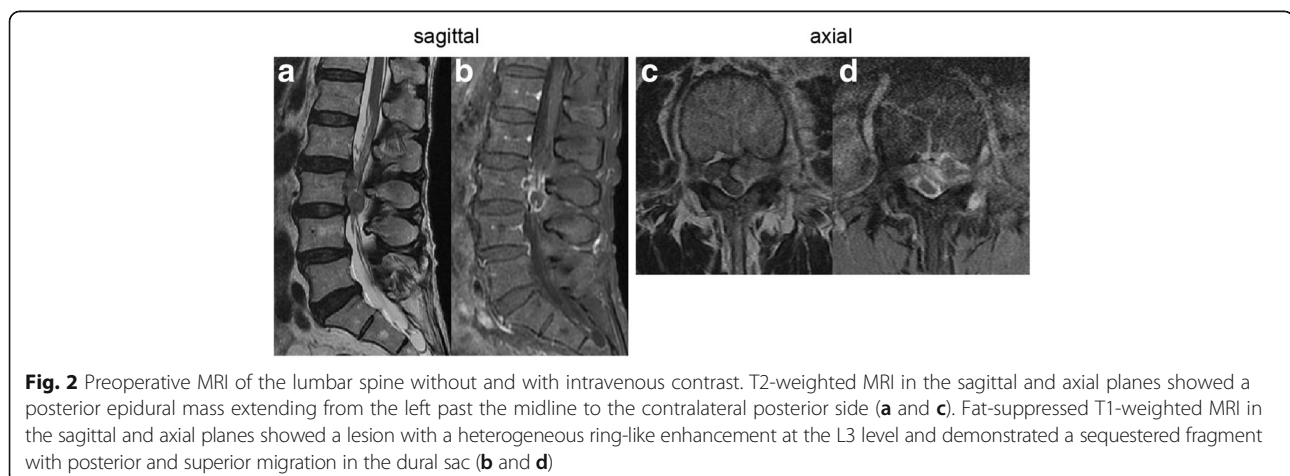 sagittal axial
a b c d
Fig. 2 Preoperative MRI of the lumbar spine without and with intravenous contrast. T2-weighted MRI in the sagittal and axial planes showed a
posterior epidural mass extending from the left past the midline to the contralateral posterior side (a and c). Fat-suppressed T1-weighted MRI in
the sagittal and axial planes showed a lesion with a heterogeneous ring-like enhancement at the L3 level and demonstrated a sequestered fragment
with posterior and superior migration in the dural sac (b and d)